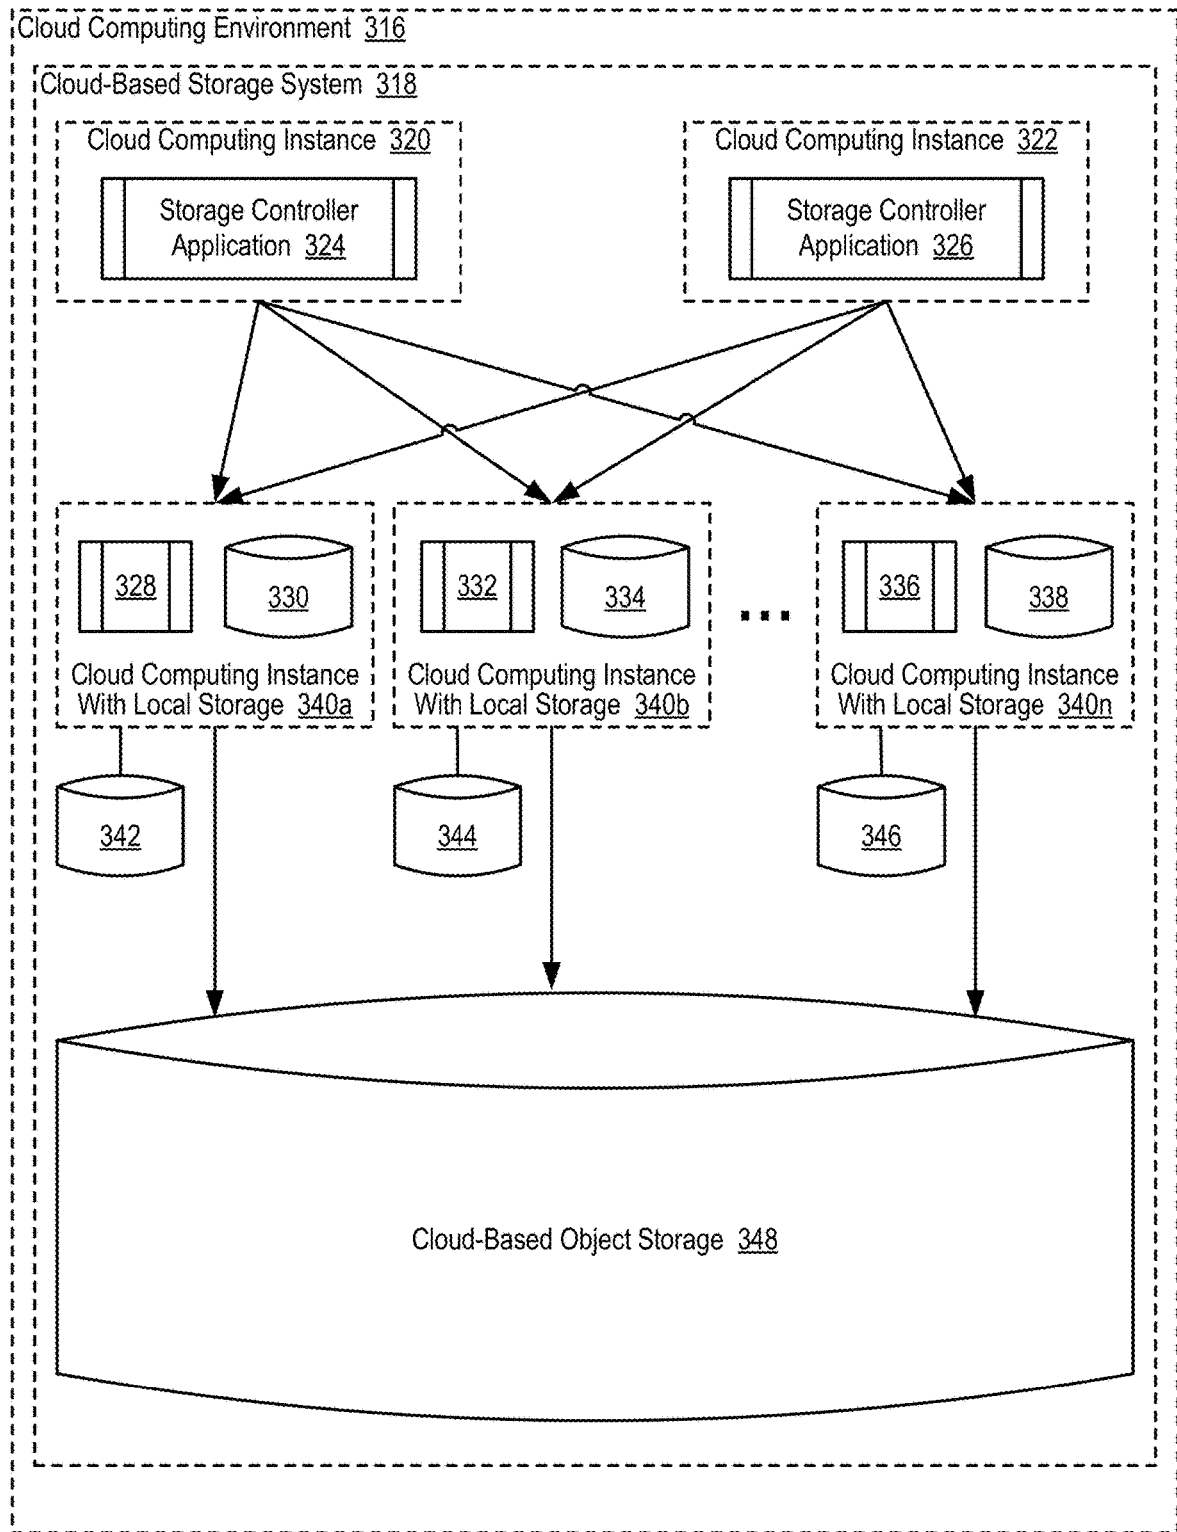 Cloud Computing Environment 316
Cloud-Based Storage System 318
Cloud Computing Instance 320
Storage Controller
Application 324
Cloud Computing Instance 322
Storage Controller
Application 326
328
330
Cloud Computing Instance
With Local Storage 340a
332
334
Cloud Computing Instance
With Local Storage 340b
...
336
338
Cloud Computing Instance
With Local Storage 340n
342
344
346
Cloud-Based Object Storage 348